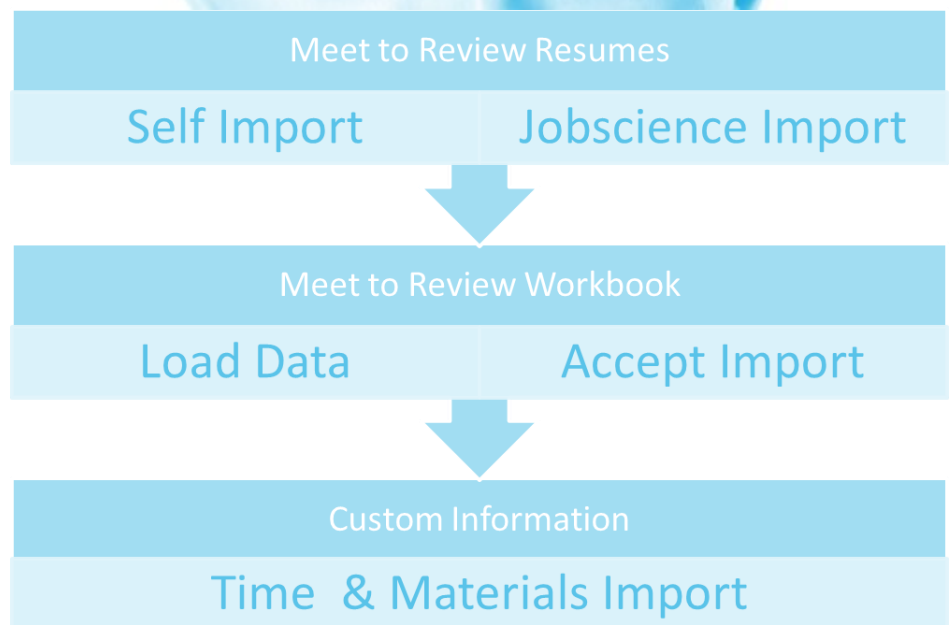 Meet to Review Resumes
Self Import Jobscience Import
Meet to Review Workbook
Load Data Accept Import
Custom Information
Time & Materials Import